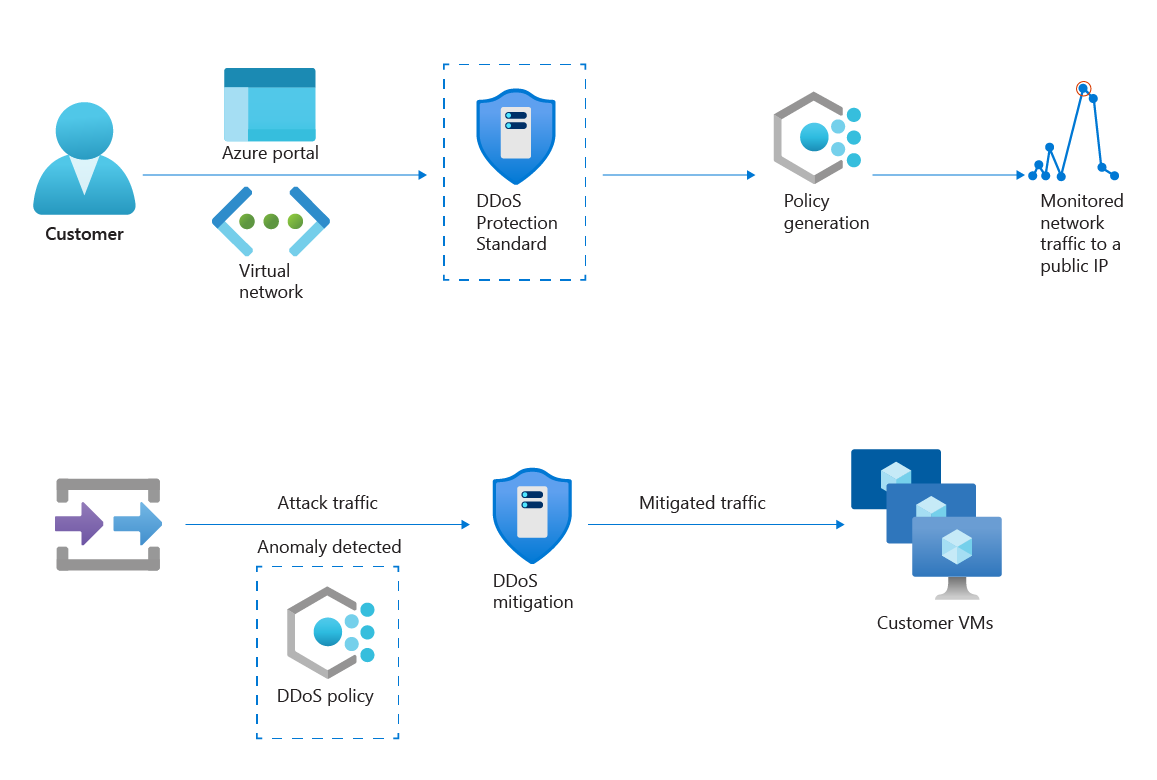 Azure portal
Customer
Virtual
network
DDoS
Protection
Standard
Policy
generation
Monitored
network
traffic to a
public IP
Attack traffic
Anomaly detected
DDoS policy
DDoS
mitigation
Mitigated traffic
Customer VMs